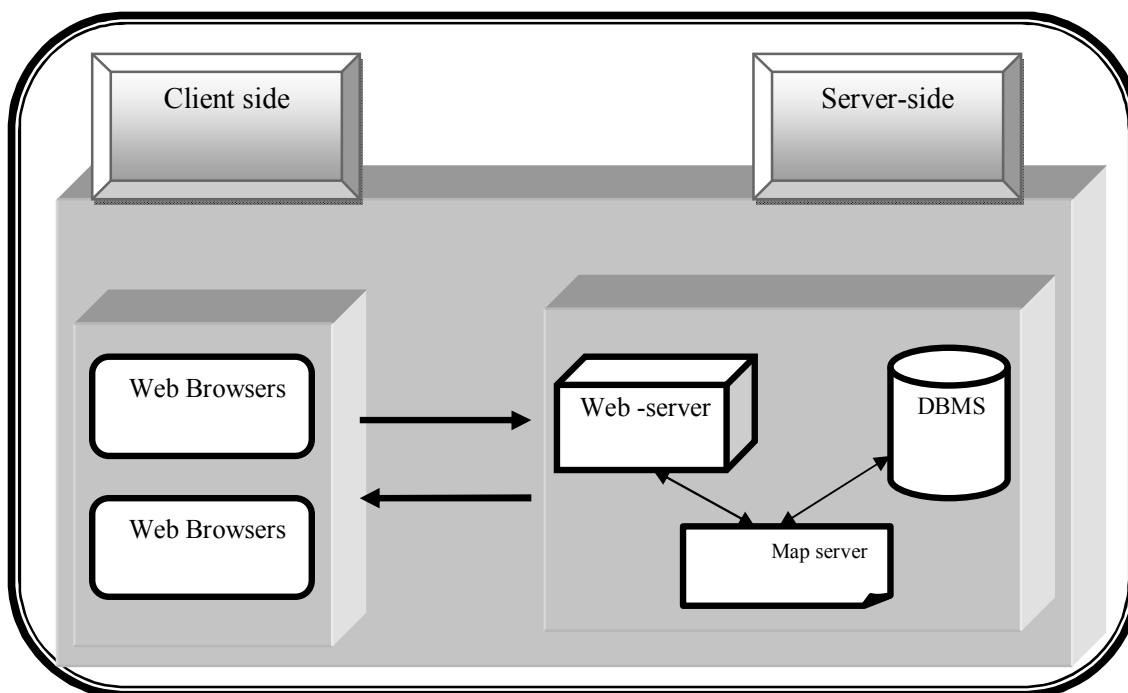 Client side
Server-side
Web Browsers
Web -server
DBMS
Web Browsers
Map server